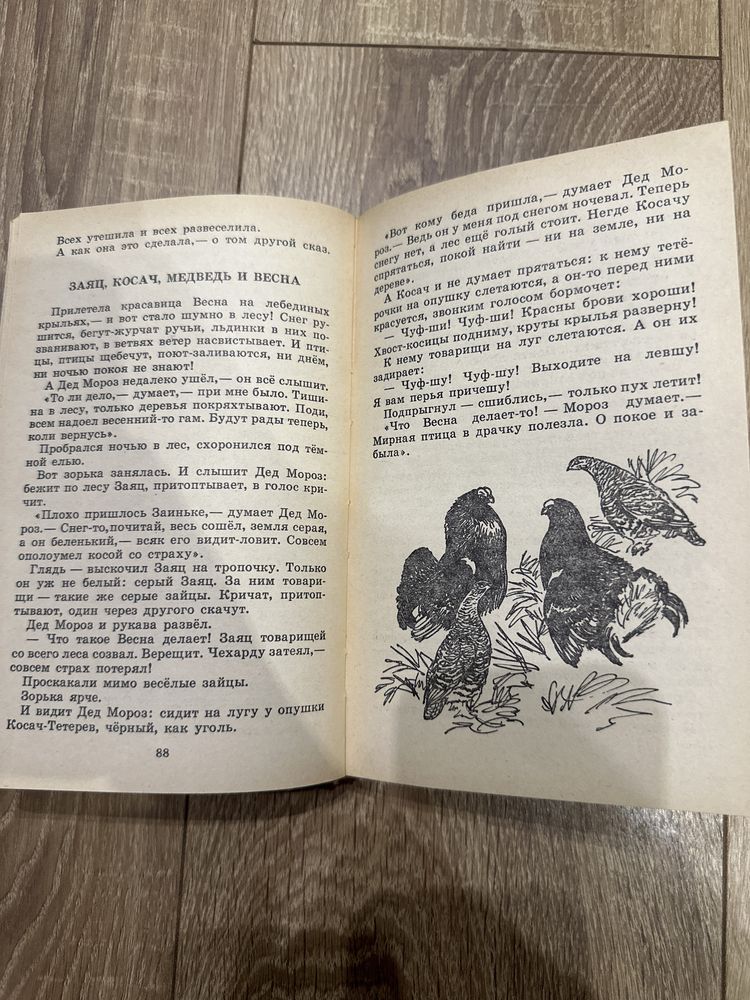 Всех утешила и всех развеселила.
А как она это сделала,— о том другой сказ.
ЗАЯЦ, КОСАЧ, МЕДВЕДЬ И ВЕСНА
Прилетела красавица Весна на лебединых
крыльях,— и вот стало шумно в лесу! Снег ру-
шится, бегут-журчат ручьи, льдинки в них по-
званивают, в ветвях ветер насвистывает. И пти-
цы, птицы щебечут, поют-заливаются, ни днём,
ни ночью покоя не знают!
А Дед Мороз недалеко ушёл,— он всё слышит.
«То ли дело,— думает,— при мне было. Тиши-
на в лесу, только деревья покряхтывают. Поди,
всем надоел весенний-то гам. Будут рады теперь,
коли вернусь».
Пробрался ночью в лес, схоронился под тём-
ной елью.
Вот зорька занялась. И слышит Дед Мороз:
бежит по лесу Заяц, притоптывает, в голос кри-
чит.
«Плохо пришлось Заиньке,— думает Дед Мо-
роз.— Снег-то,почитай, весь сошёл, земля серая,
а он беленький,— всяк его видит-ловит. Совсем
ополоумел косой со страху».
Глядь — выскочил Заяц на тропочку. Только
он уж не белый: серый Заяц. За ним товари-
щи — такие же серые зайцы. Кричат, притоп-
тывают, один через другого скачут.
Дед Мороз и рукава развёл.
— Что такое Весна делает! Заяц товарищей
со всего леса созвал. Верещит. Чехарду затеял,—
совсем страх потерял!
Проскакали мимо весёлые зайцы.
Зорька ярче.
И видит Дед Мороз: сидит на лугу у опушки
Косач-Тетерев, чёрный, как уголь.
88
«Вот кому беда пришла,— думает Дед Мо-
роз.— Ведь он у меня под снегом ночевал. Теперь
снегу нет, а лес ещё голый стоит. Негде Косачу
спрятаться, покой найти — ни на земле, ни на
дереве».
А Косач и не думает прятаться: к нему тетё-
рочки на опушку слетаются, а он-то перед ними
красуется, звонким голосом бормочет:
— Чуф-ши! Чуф-ши! Красны брови хороши!
Хвост-косицы подниму, круты крылья разверну!
К нему товарищи на луг слетаются. А он их
задирает:
— Чуф-шу! Чуф-шу! Выходите на левшу!
Я вам перья причешу!
Подпрыгнул — сшиблись,— только пух летит!
«Что Весна делает-то! — Мороз думает.—
Мирная птица в драчку полезла. О покое и за-
была».